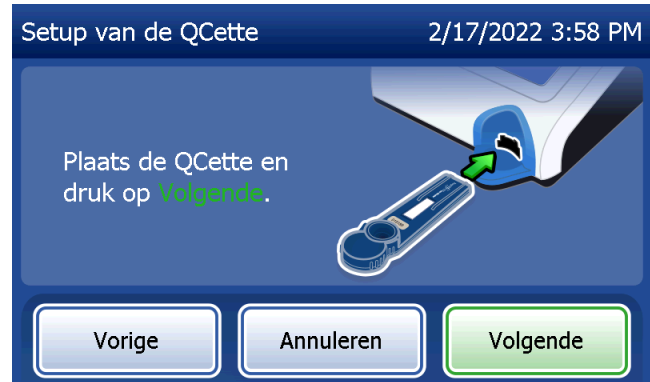 Setup van de QCette 2/17/2022 3:58 PM
Plaats de QCette en
druk op Volgende.
Vorige Annuleren Volgende